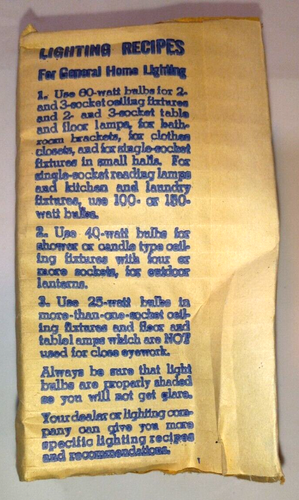 LIGHTING RECIPES
For General Home Lighting
1. Use 60-watt bulbs for 2-
and 3-socket ceiling fixtures
and 2- and 3-socket table
and floor lamps, for bath-
room brackets, for clothes
closets, and for single-socket
fixtures in small halls. For
single-socket reading lamps
and kitchen and laundry
fixtures, use 100- or 150-
watt bulbs.
2. Use 40-watt bulbs for
shower or candle type ceil-
ing fixtures with four or
more sockets, for outdoor
lanterns.
3. Use 25-watt bulbs in
more-than-one-socket ceil-
ing fixtures and floor and
table lamps which are NOT
used for close eyework.
Always be sure that light
bulbs are properly shaded
so you will not get glare.
Your dealer or lighting com-
pany can give you more
specific lighting recipes
and recommendations.
1